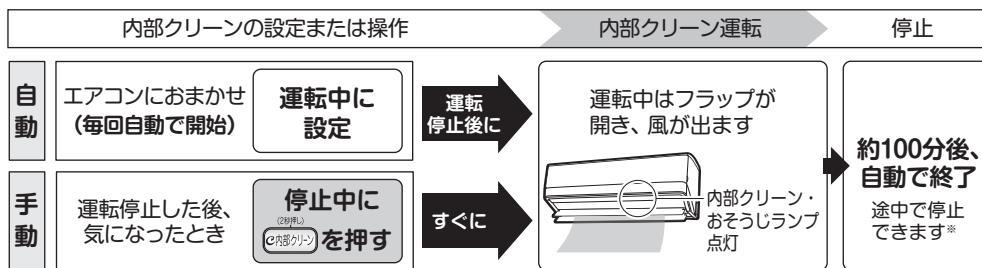 内部クリーンの設定または操作
内部クリーン運転
停止
自動
エアコンにおまかせ
(毎回自動で開始)
運転中に
設定
運転
停止後に
手動
運転停止した後、
気になったとき
停止中に
(2秒押し)
内部クリーン を押す
すぐに
運転中はフラップが
開き、風が出ます
内部クリーン・
おそうじランプ
点灯
約100分後、
自動で終了
途中で停止
できます※